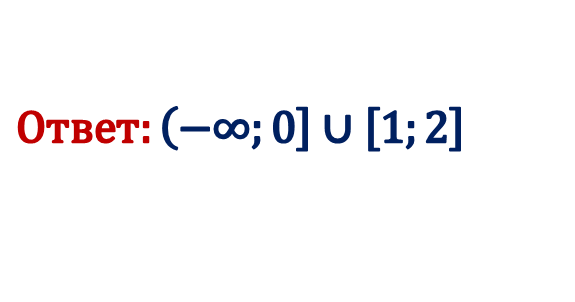 Ответ: (−∞; 0] ∪ [1; 2]